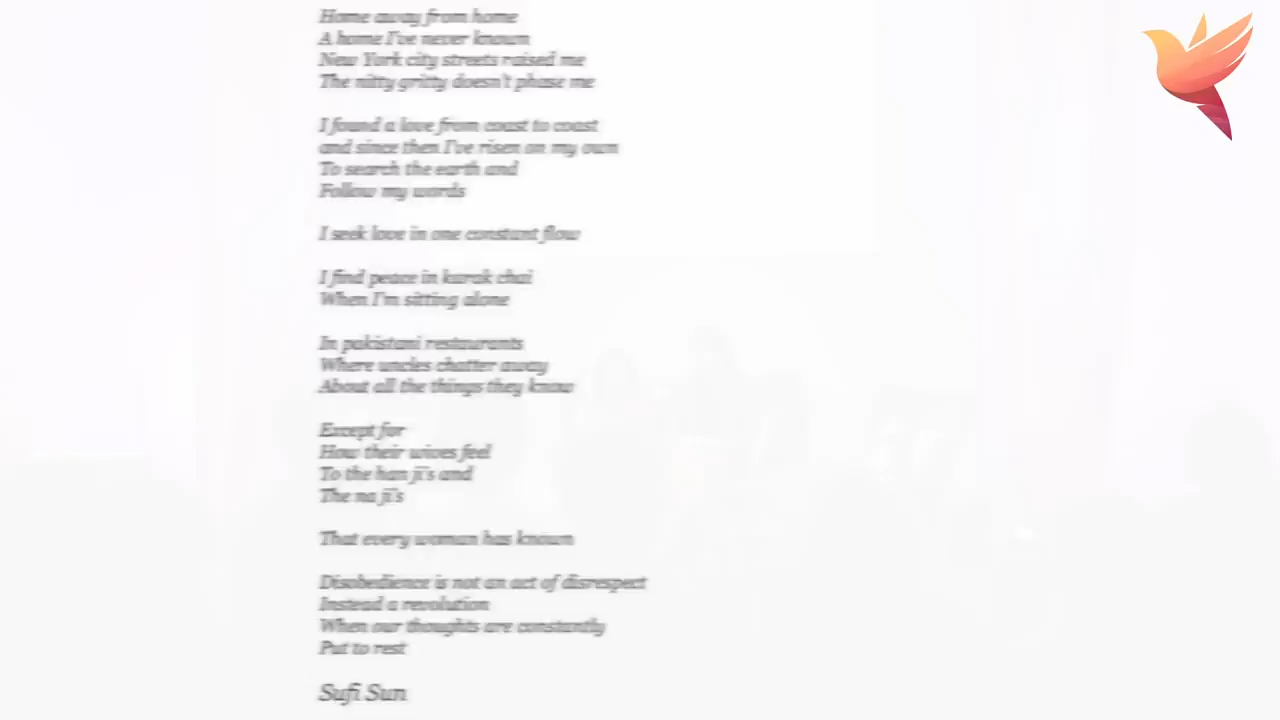 Home away from home
A home I've never known
New York city streets raised me
The nitty gritty doesn't phase me
I found a love from coast to coast
and since then I've risen on my own
To search the earth and
Follow my words
I seek love in one constant flow
I find peace in karak chai
When I'm sitting alone
In pakistani restaurants
Where uncles chatter away
About all the things they know
Except for
How their wives feel
To the han ji's and
The na ji's
That every woman has known
Disobedience is not an act of disrespect
Instead a revolution
When our thoughts are constantly
Put to rest
Sufi Sun